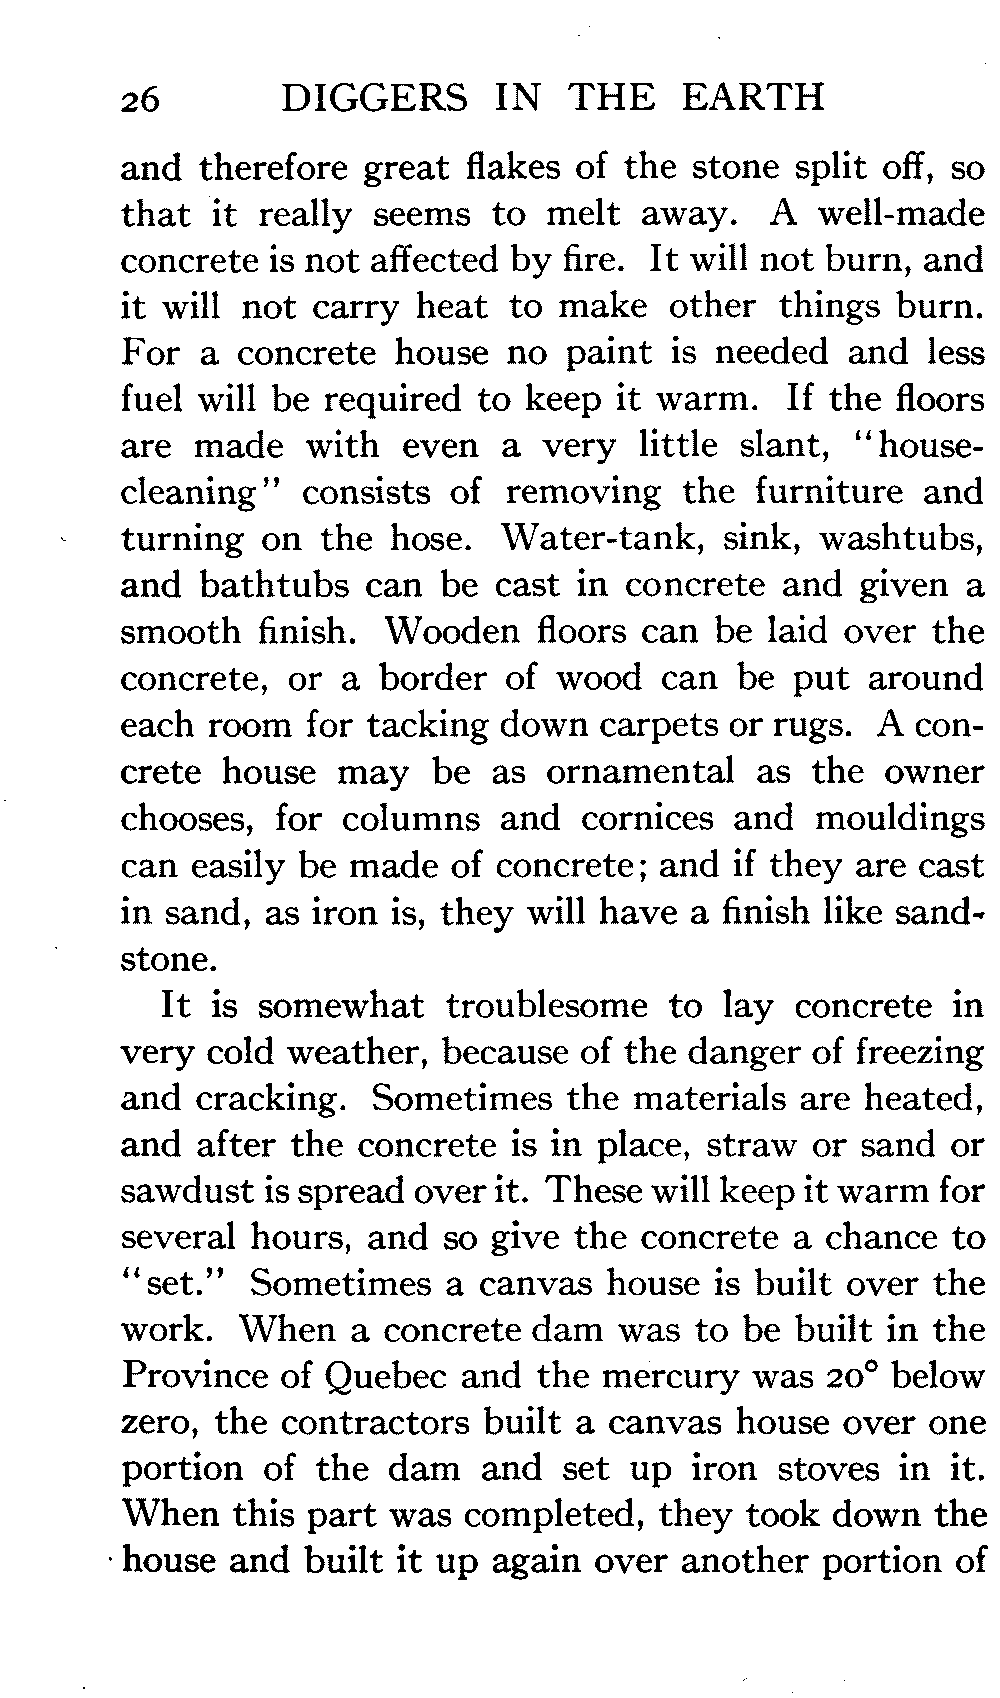 26 DIGGERS IN THE EARTH
and therefore great flakes of the stone split off, so
that it really seems to melt away. A well-made
concrete is not affected by fire. It will not burn, and
it will not carry heat to make other things burn.
For a concrete house no paint is needed and less
fuel will be required to keep it warm. If the floors
are made with even a very little slant, "house-
cleaning" consists of removing the furniture and
turning on the hose. Water-tank, sink, washtubs,
and bathtubs can be cast in concrete and given a
smooth finish. Wooden floors can be laid over the
concrete, or a border of wood can be put around
each room for tacking down carpets or rugs. A con-
crete house may be as ornamental as the owner
chooses, for columns and cornices and mouldings
can easily be made of concrete; and if they are cast
in sand, as iron is, they will have a finish like sand-
stone.
It is somewhat troublesome to lay concrete in
very cold weather, because of the danger of freezing
and cracking. Sometimes the materials are heated,
and after the concrete is in place, straw or sand or
sawdust is spread over it. These will keep it warm for
several hours, and so give the concrete a chance to
"set." Sometimes a canvas house is built over the
work. When a concrete dam was to be built in the
Province of Quebec and the mercury was 20° below
zero, the contractors built a canvas house over one
portion of the dam and set up iron stoves in it.
When this part was completed, they took down the
house and built it up again over another portion of